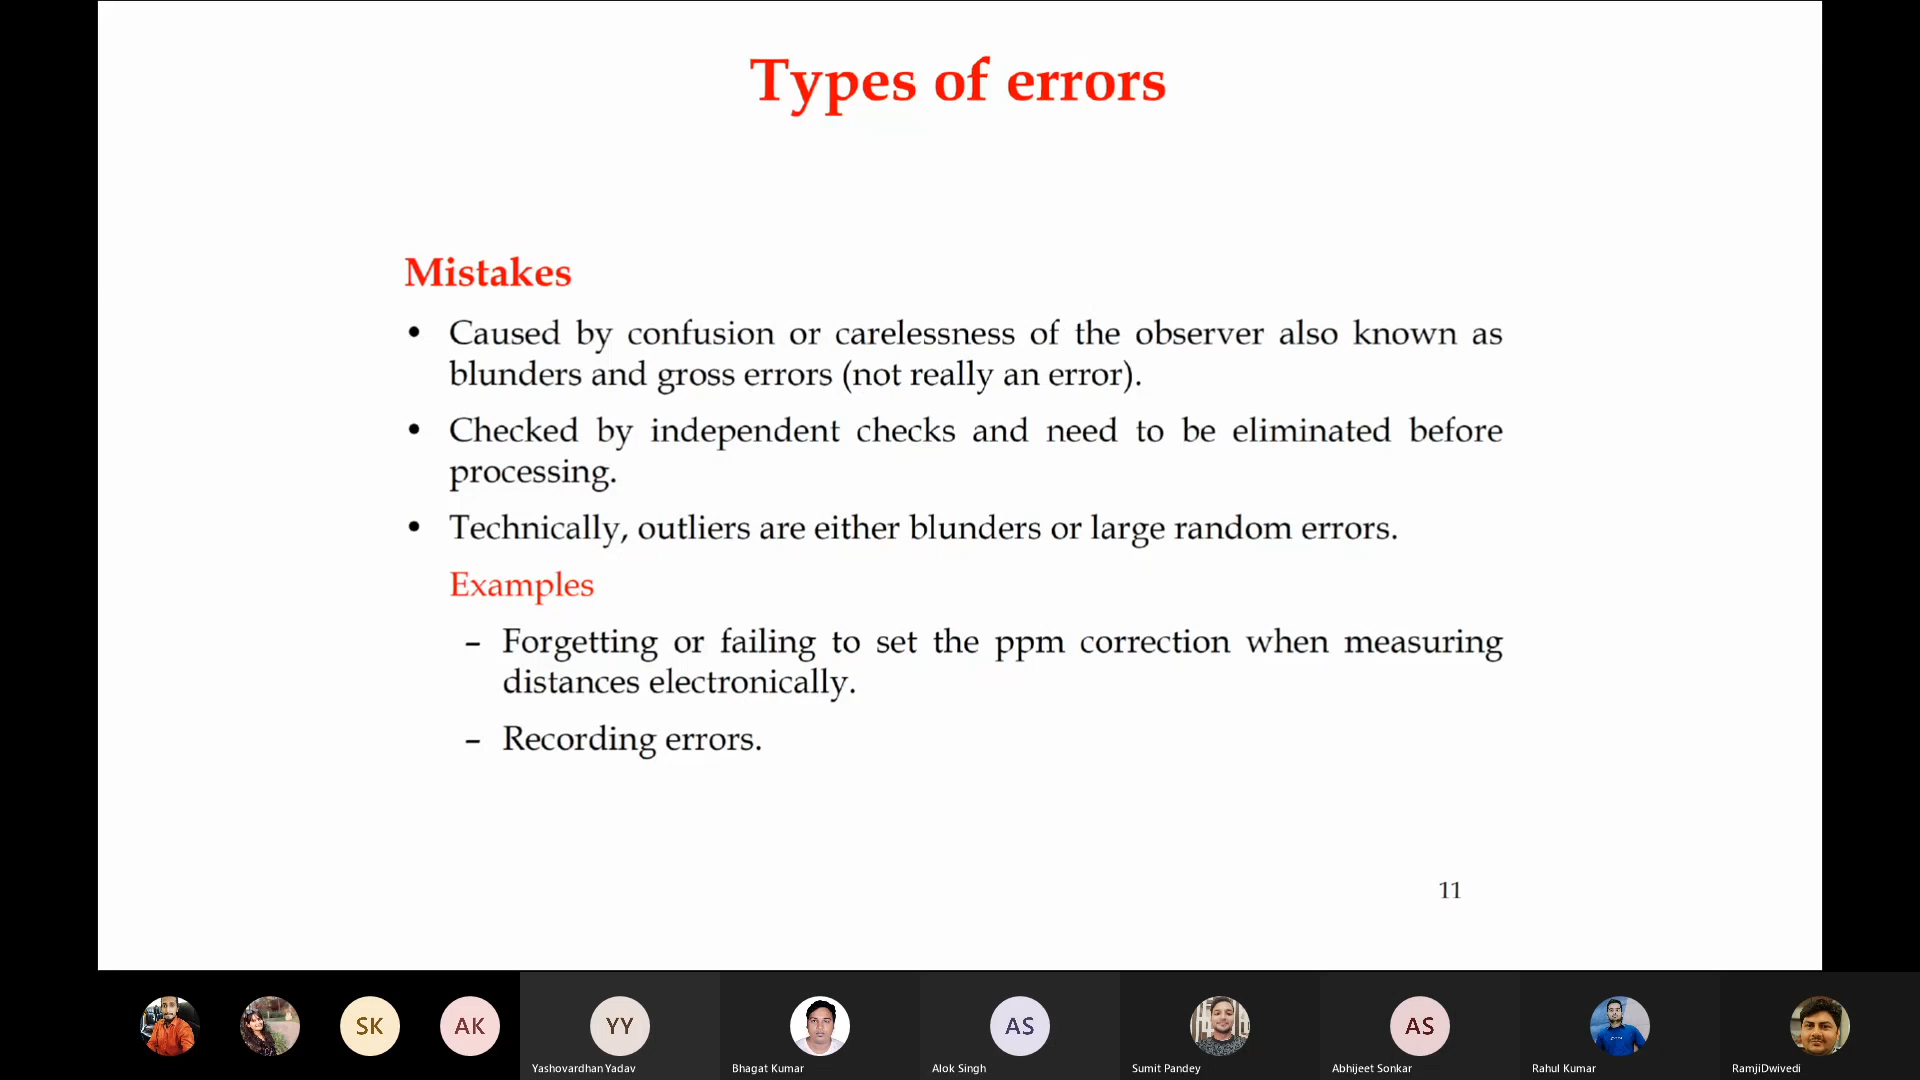 Types of errors
Mistakes
• Caused by confusion or carelessness of the observer also known as
blunders and gross errors (not really an error).
• Checked by independent checks and need to be eliminated before
processing.
• Technically, outliers are either blunders or large random errors.
Examples
– Forgetting or failing to set the ppm correction when measuring
distances electronically.
– Recording errors.
11
SK
AK
YY
AS
AS
Yashovardhan Yadav
Bhagat Kumar
Alok Singh
Sumit Pandey
Abhijeet Sonkar
Rahul Kumar
RamjiDwivedi